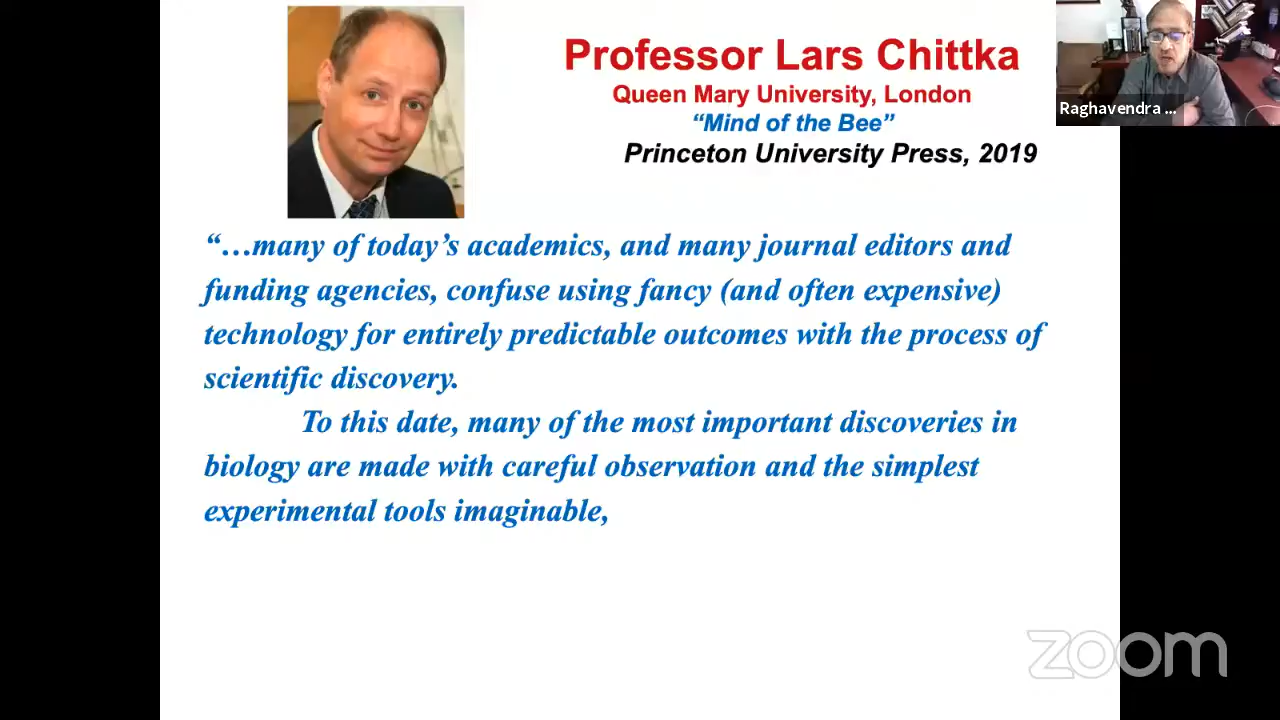 Professor Lars Chittka
Queen Mary University, London
“Mind of the Bee”
Princeton University Press, 2019
Raghavendra ...
“…many of today’s academics, and many journal editors and
funding agencies, confuse using fancy (and often expensive)
technology for entirely predictable outcomes with the process of
scientific discovery.
To this date, many of the most important discoveries in
biology are made with careful observation and the simplest
experimental tools imaginable,
zoom